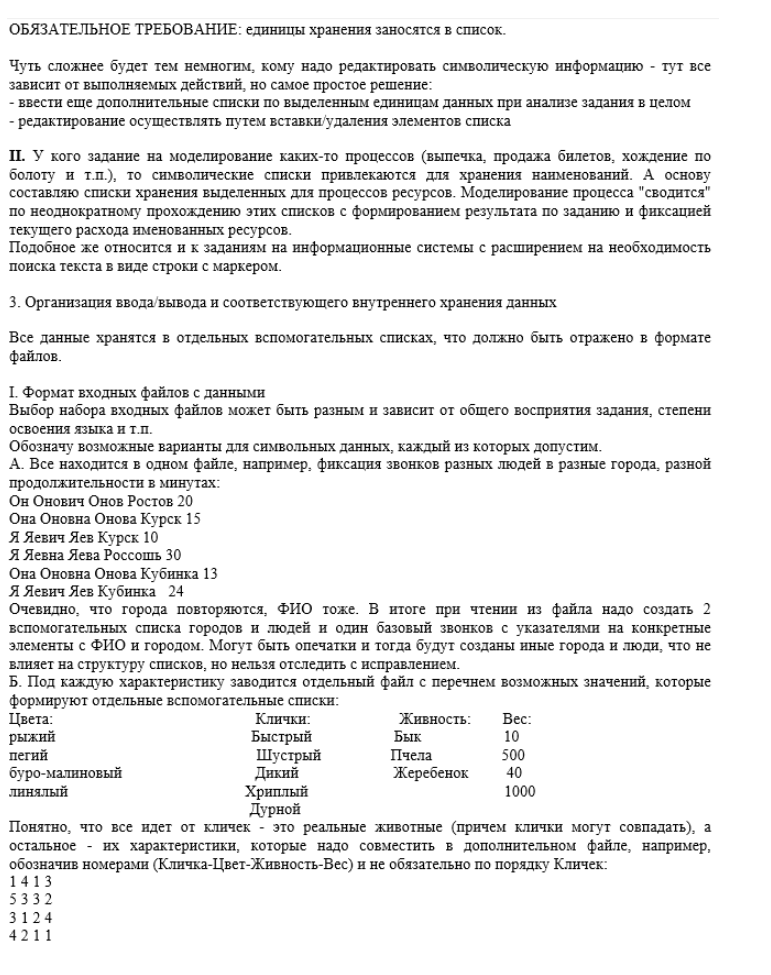 ОБЯЗАТЕЛЬНОЕ ТРЕБОВАНИЕ: единицы хранения заносятся в список.
Чуть сложнее будет тем немногим, кому надо редактировать символическую информацию - тут все
зависит от выполняемых действий, но самое простое решение:
- ввести еще дополнительные списки по выделенным единицам данных при анализе задания в целом
- редактирование осуществлять путем вставки/удаления элементов списка
II. У кого задание на моделирование каких-то процессов (выпечка, продажа билетов, хождение по
болоту и т.п.), то символические списки привлекаются для хранения наименований. А основу
составляю списки хранения выделенных для процессов ресурсов. Моделирование процесса "сводится"
по неоднократному прохождению этих списков с формированием результата по заданию и фиксацией
текущего расхода именованных ресурсов.
Подобное же относится и к заданиям на информационные системы с расширением на необходимость
поиска текста в виде строки с маркером.
3. Организация ввода/вывода и соответствующего внутреннего хранения данных
Все данные хранятся в отдельных вспомогательных списках, что должно быть отражено в формате
файлов.
I. Формат входных файлов с данными
Выбор набора входных файлов может быть разным и зависит от общего восприятия задания, степени
освоения языка и т.п.
Обозначу возможные варианты для символьных данных, каждый из которых допустим.
А. Все находится в одном файле, например, фиксация звонков разных людей в разные города, разной
продолжительности в минутах:
Он Онович Онов Ростов 20
Она Оновна Онова Курск 15
Я Яевич Яев Курск 10
Я Яевна Яева Россошь 30
Она Оновна Онова Кубинка 13
Я Яевич Яев Кубинка 24
Очевидно, что города повторяются, ФИО тоже. В итоге при чтении из файла надо создать 2
вспомогательных списка городов и людей и один базовый звонков с указателями на конкретные
элементы с ФИО и городом. Могут быть опечатки и тогда будут созданы иные города и люди, что не
влияет на структуру списков, но нельзя отследить с исправлением.
Б. Под каждую характеристику заводится отдельный файл с перечнем возможных значений, которые
формируют отдельные вспомогательные списки:
Цвета: Клички: Живность: Вес:
рыжий Быстрый Бык 10
пегий Шустрый Пчела 500
буро-малиновый Дикий Жеребенок 40
линялый Хриплый 1000
Дурной
Понятно, что все идет от кличек - это реальные животные (причем клички могут совпадать), а
остальное - их характеристики, которые надо совместить в дополнительном файле, например,
обозначив номерами (Кличка-Цвет-Живность-Вес) и не обязательно по порядку Кличек:
1 4 1 3
5 3 3 2
3 1 2 4
4 2 1 1